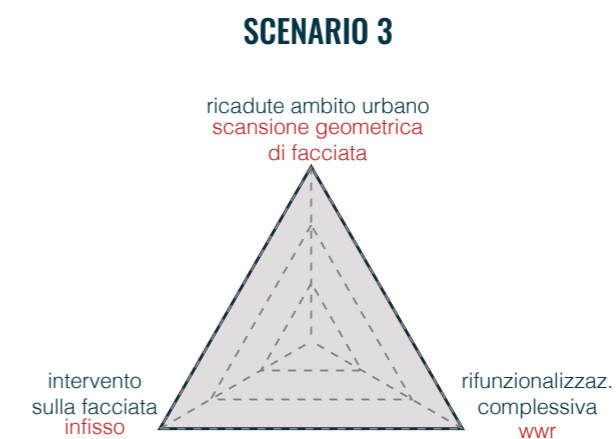 SCENARIO 3
ricadute ambito urbano
scansione geometrica
di facciata
intervento
sulla facciata
infisso
rifunzionalizzaz.
complessiva
wwr